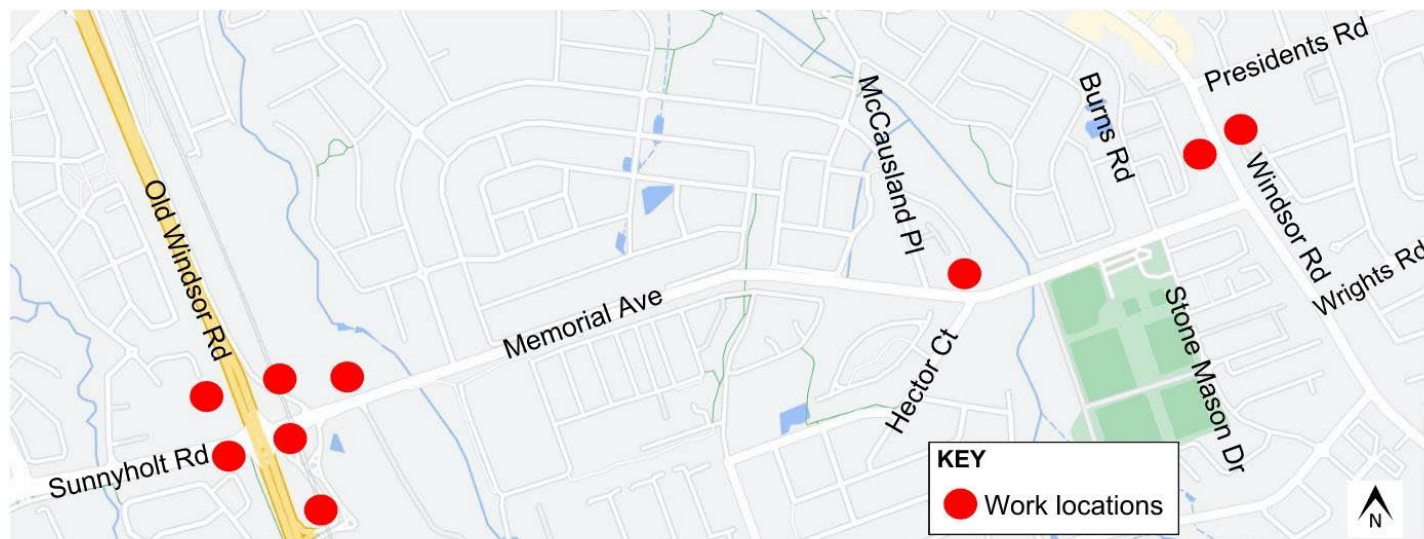 Presidents Rd
Burns Rd
McCausland Pl
Windsor Rd
Old Windsor Rd
Wrights Rd
Memorial Ave
Stone Mason Dr
Hector Ct
Sunnyholt Rd
KEY
Work locations
N